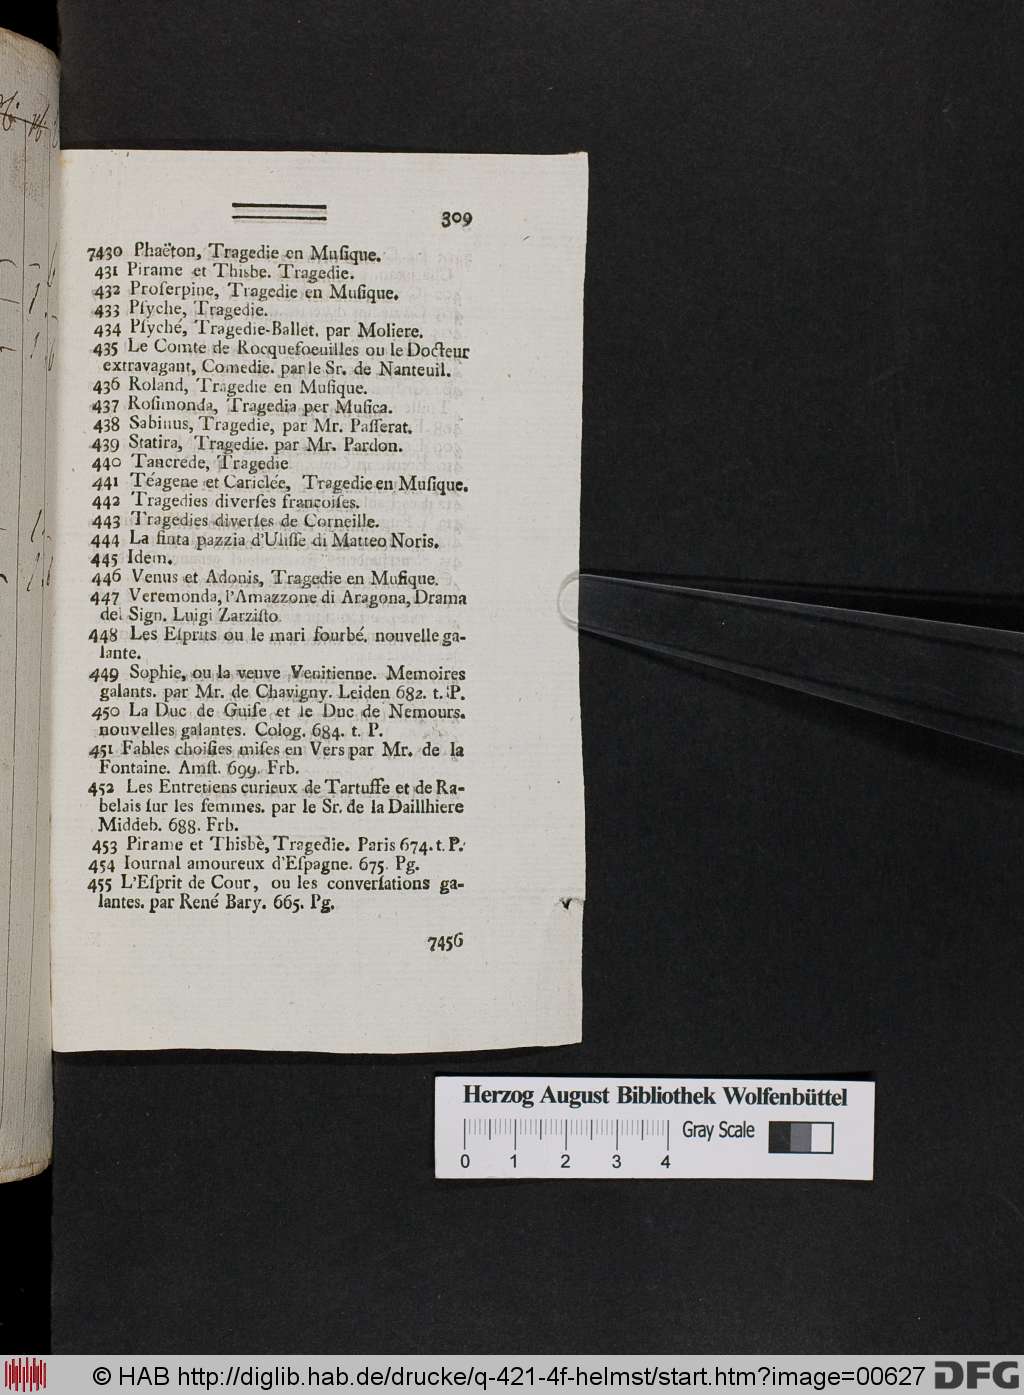 309
7430 Phaëton, Tragedie en Muſique.
431 Pirame et Thisbe. Tragedie.
432 Proſerpine, Tragedie en Muſique.
433 Pſyche, Tragedie.
434 Pſyché, Tragedie-Ballet. par Moliere.
435 Le Comte de Rocquefoeuilles ou le Docteur
extravagant, Comedie. par le Sr. de Nanteuil.
436 Roland, Tragedie en Muſique.
437 Roſimonda, Tragedia per Muſica.
438 Sabinus, Tragedie, par Mr. Paſſerat.
439 Statira, Tragedie. par Mr. Pardon.
440 Tancrede, Tragedie
441 Téagene et Cariclée, Tragedie en Muſique.
442 Tragedies diverſes françoiſes.
443 Tragedies diverſes de Corneille.
444 La finta pazzia d'Uliſſe di Matteo Noris.
445 Idem.
446 Venus et Adonis, Tragedie en Muſique.
447 Veremonda, l'Amazzone di Aragona, Drama
del Sign. Luigi Zarziſto.
448 Les Eſprits ou le mari fourbé. nouvelle ga-
lante.
449 Sophie, ou la veuve Venitienne. Memoires
galants. par Mr. de Chavigny. Leiden 682. t. P.
450 La Duc de Guiſe et le Duc de Nemours.
nouvelles galantes. Colog. 684. t. P.
451 Fables choiſies miſes en Vers par Mr. de la
Fontaine. Amſt. 699. Frb.
452 Les Entretiens curieux de Tartuffe et de Ra-
belais ſur les femmes. par le Sr. de la Daillhiere
Middeb. 688. Frb.
453 Pirame et Thisbè, Tragedie. Paris 674. t. P.
454 Iournal amoureux d'Eſpagne. 675. Pg.
455 L'Eſprit de Cour, ou les converſations ga-
lantes. par René Bary. 665. Pg.
7456
Herzog August Bibliothek Wolfenbüttel
Gray Scale
0 1 2 3 4
© HAB http://diglib.hab.de/drucke/q-421-4f-helmst/start.htm?image=00627
DFG